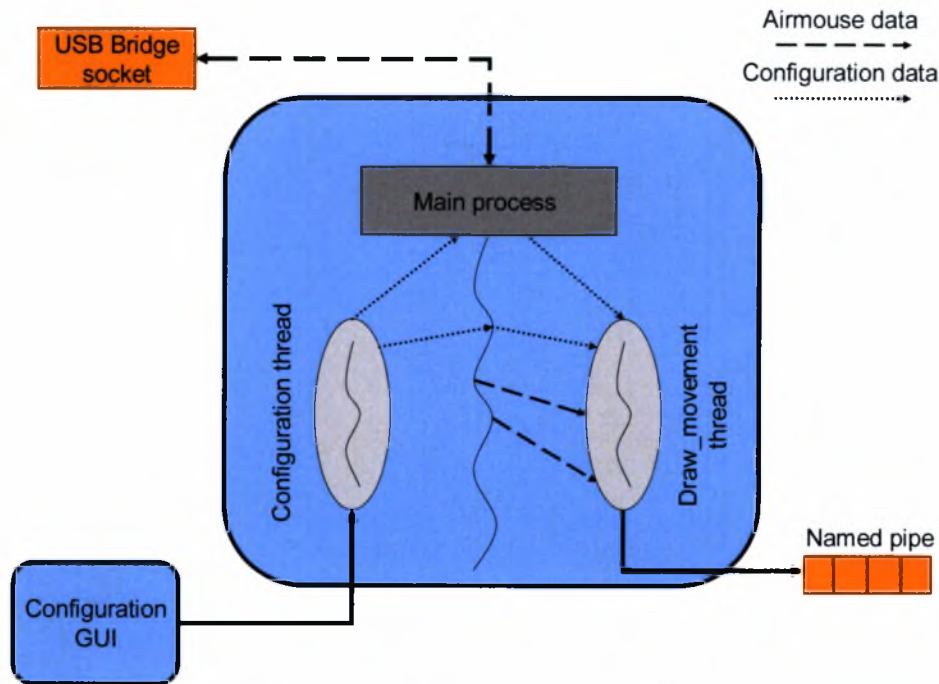 Airmouse data
USB Bridge
socket
Configuration data
Main process
Configuration thread
Draw_movement
thread
Named pipe
Configuration
GUI